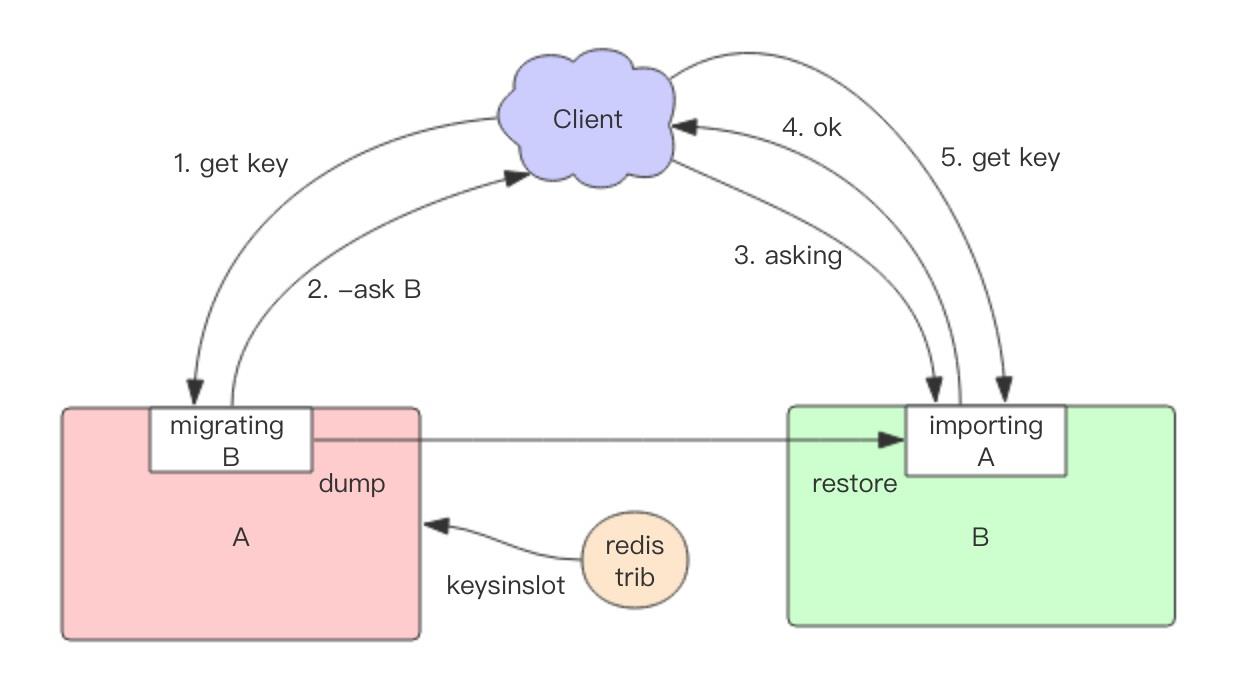 Client
1. get key
2. –ask B
3. asking
4. ok
5. get key
migrating
B
dump
A
importing
A
restore
B
redis
trib
keysinslot